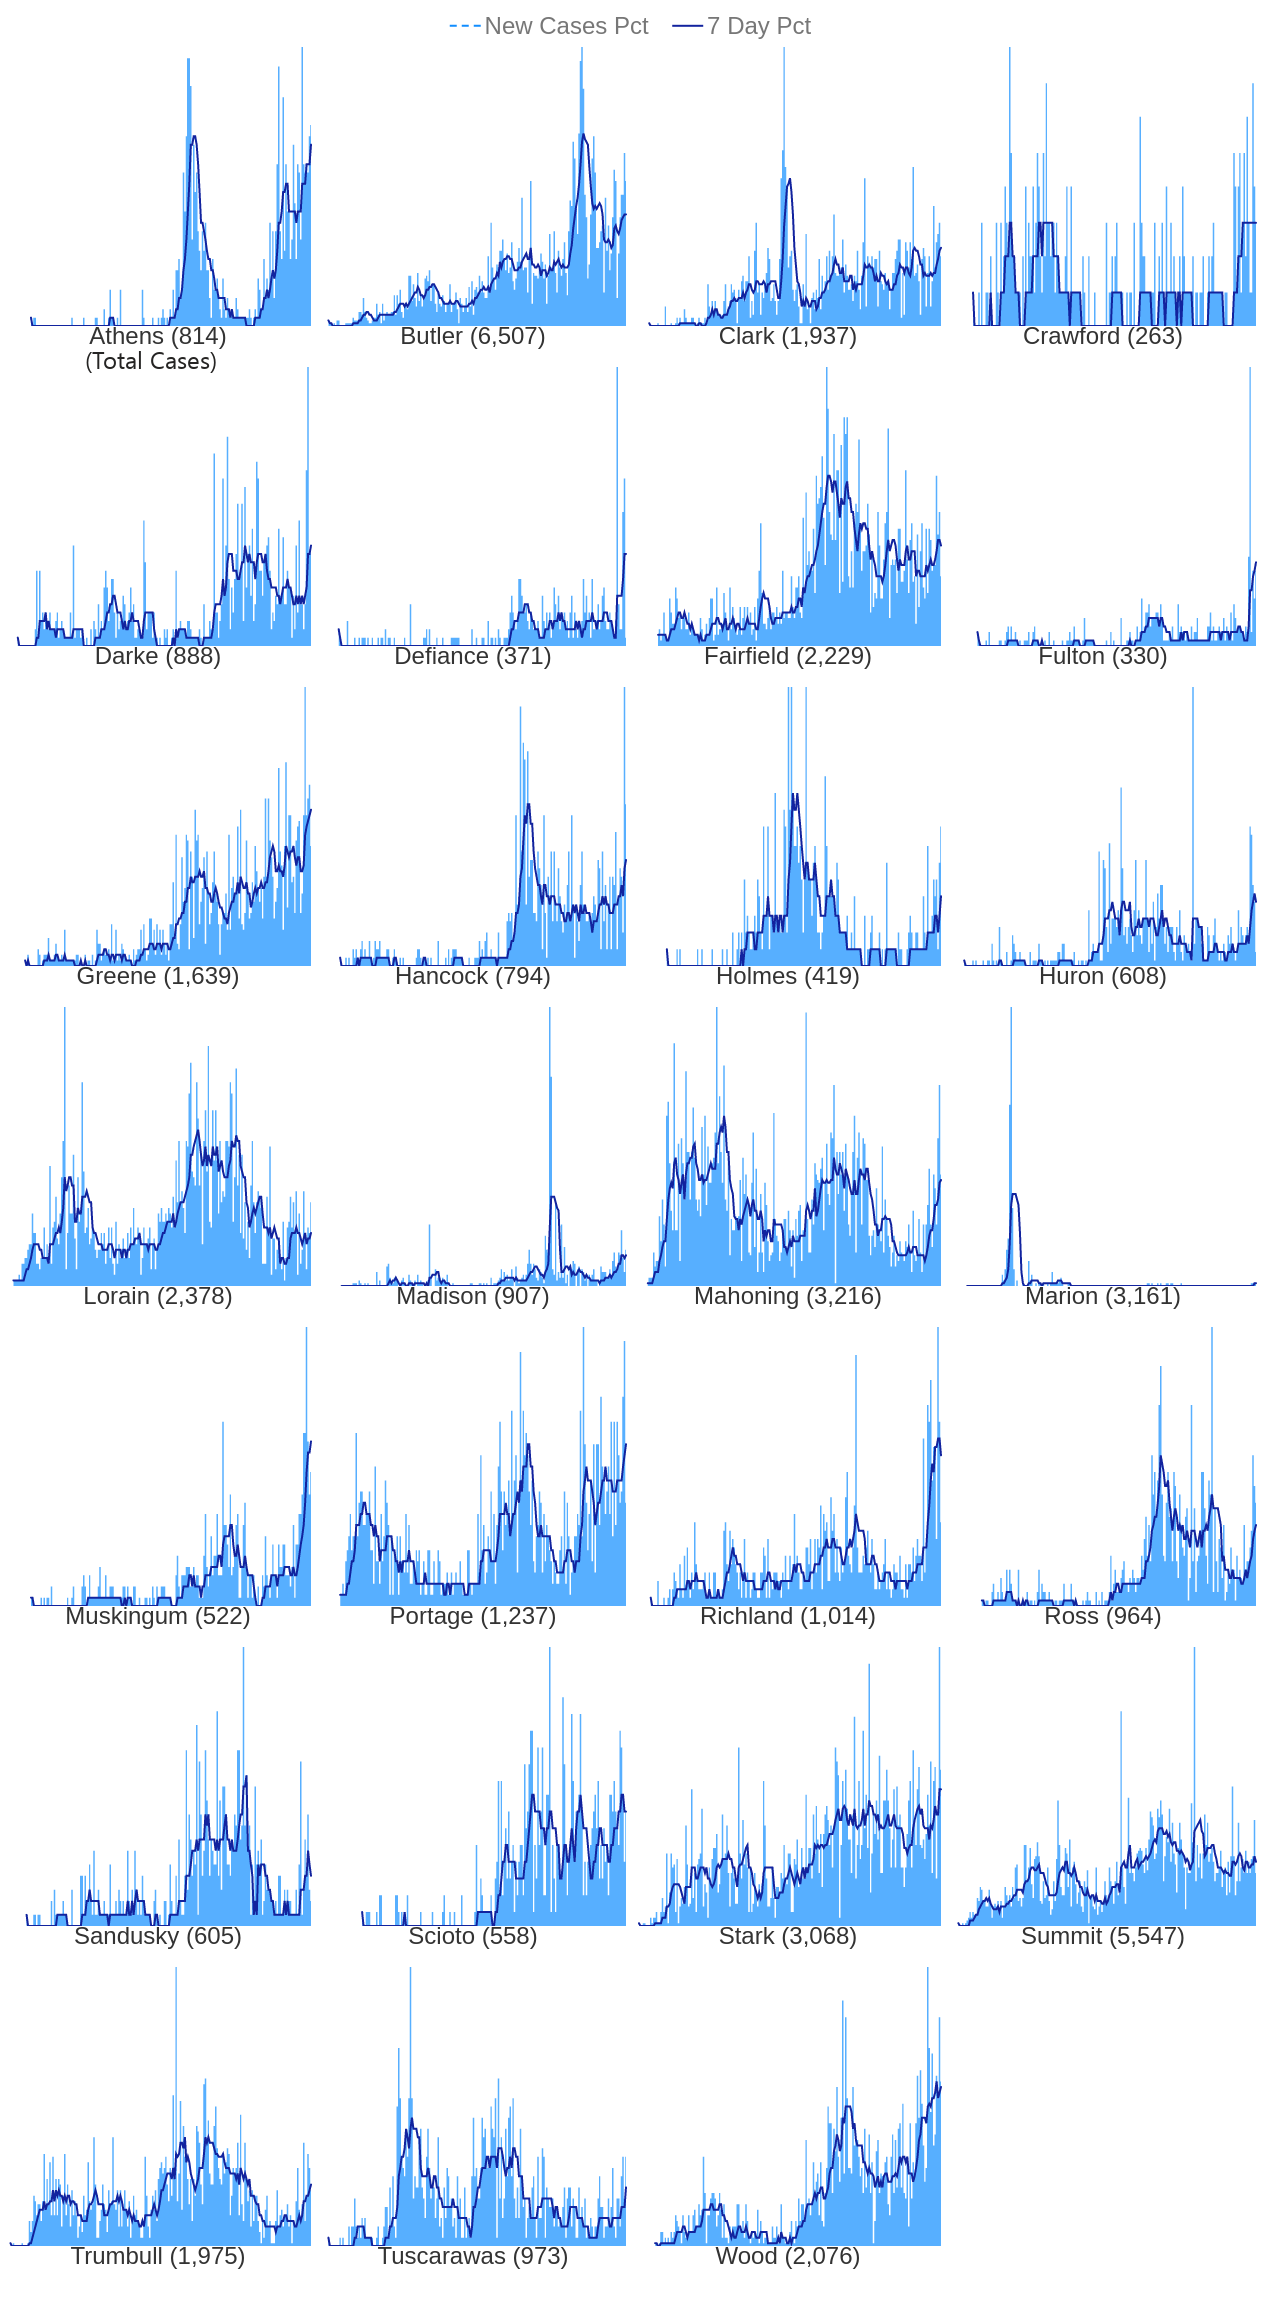 New Cases Pct 7 Day Pct
Athens (814) Butler (6,507) Clark (1,937) Crawford (263)
(Total Cases)
Darke (888) Defiance (371) Fairfield (2,229) Fulton (330)
Greene (1,639) Hancock (794) Holmes (419) Huron (608)
Lorain (2,378) Madison (907) Mahoning (3,216) Marion (3,161)
Muskingum (522) Portage (1,237) Richland (1,014) Ross (964)
Sandusky (605) Scioto (558) Stark (3,068) Summit (5,547)
Trumbull (1,975) Tuscarawas (973) Wood (2,076)